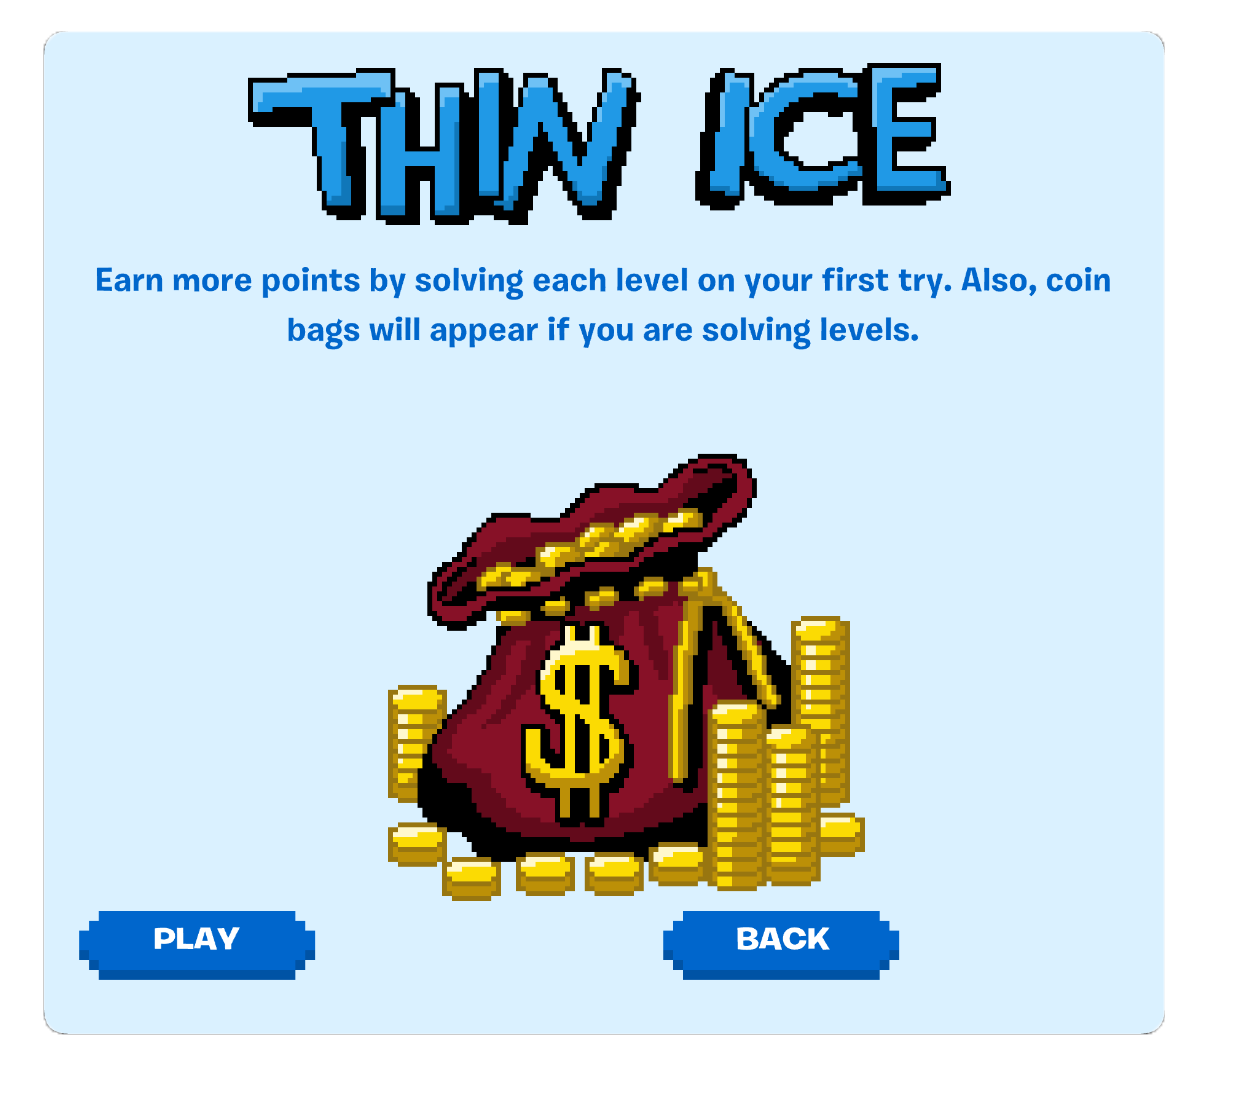 THIN ICE
Earn more points by solving each level on your first try. Also, coin
bags will appear if you are solving levels.
$
PLAY
BACK